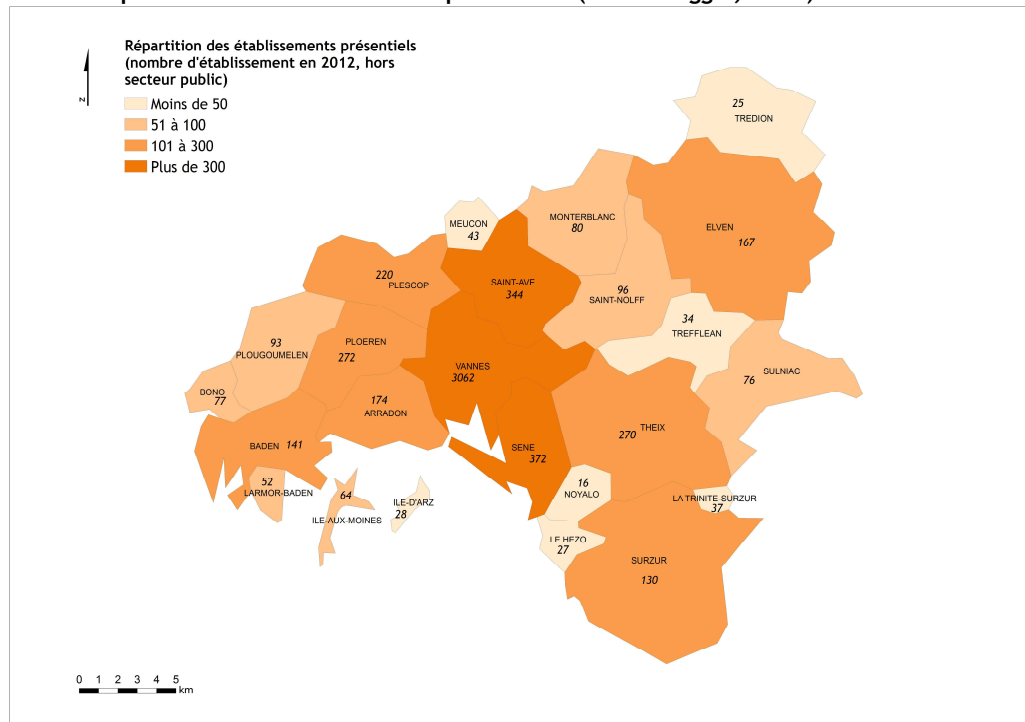 Répartition des établissements présentiels
(nombre d'établissement en 2012, hors
secteur public)
N
Moins de 50
51 à 100
101 à 300
Plus de 300
25
TREDION
MEUCON
43
MONTERBLANC
80
ELVEN
167
220
PLESCOP
SAINT-AVE
344
96
SAINT-NOLFF
34
TREFFLEAN
93
PLOUGOUMELEN
PLOEREN
272
VANNES
3062
SULNIAC
76
77
174
ARRADON
BADEN 141
SENE
372
270 THEIX
52
LARMOR-BADEN
64
ILE-AUX-MOINES
ILE-D'ARZ
28
16
NOYALO
LA TRINITE-SURZUR
37
LE HEZO
27
SURZUR
130
0 1 2 3 4 5
km